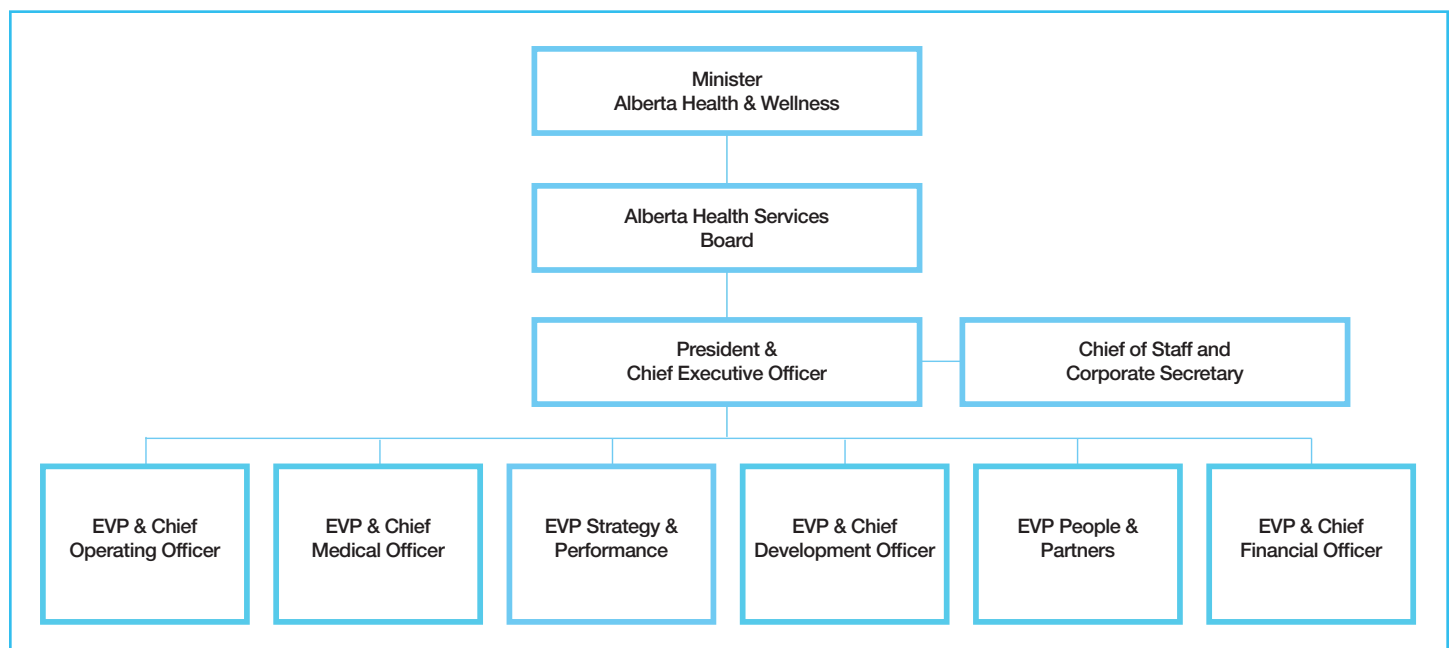 Minister
Alberta Health & Wellness
Alberta Health Services
Board
President &
Chief Executive Officer
Chief of Staff and
Corporate Secretary
EVP & Chief
Operating Officer
EVP & Chief
Medical Officer
EVP Strategy &
Performance
EVP & Chief
Development Officer
EVP People &
Partners
EVP & Chief
Financial Officer